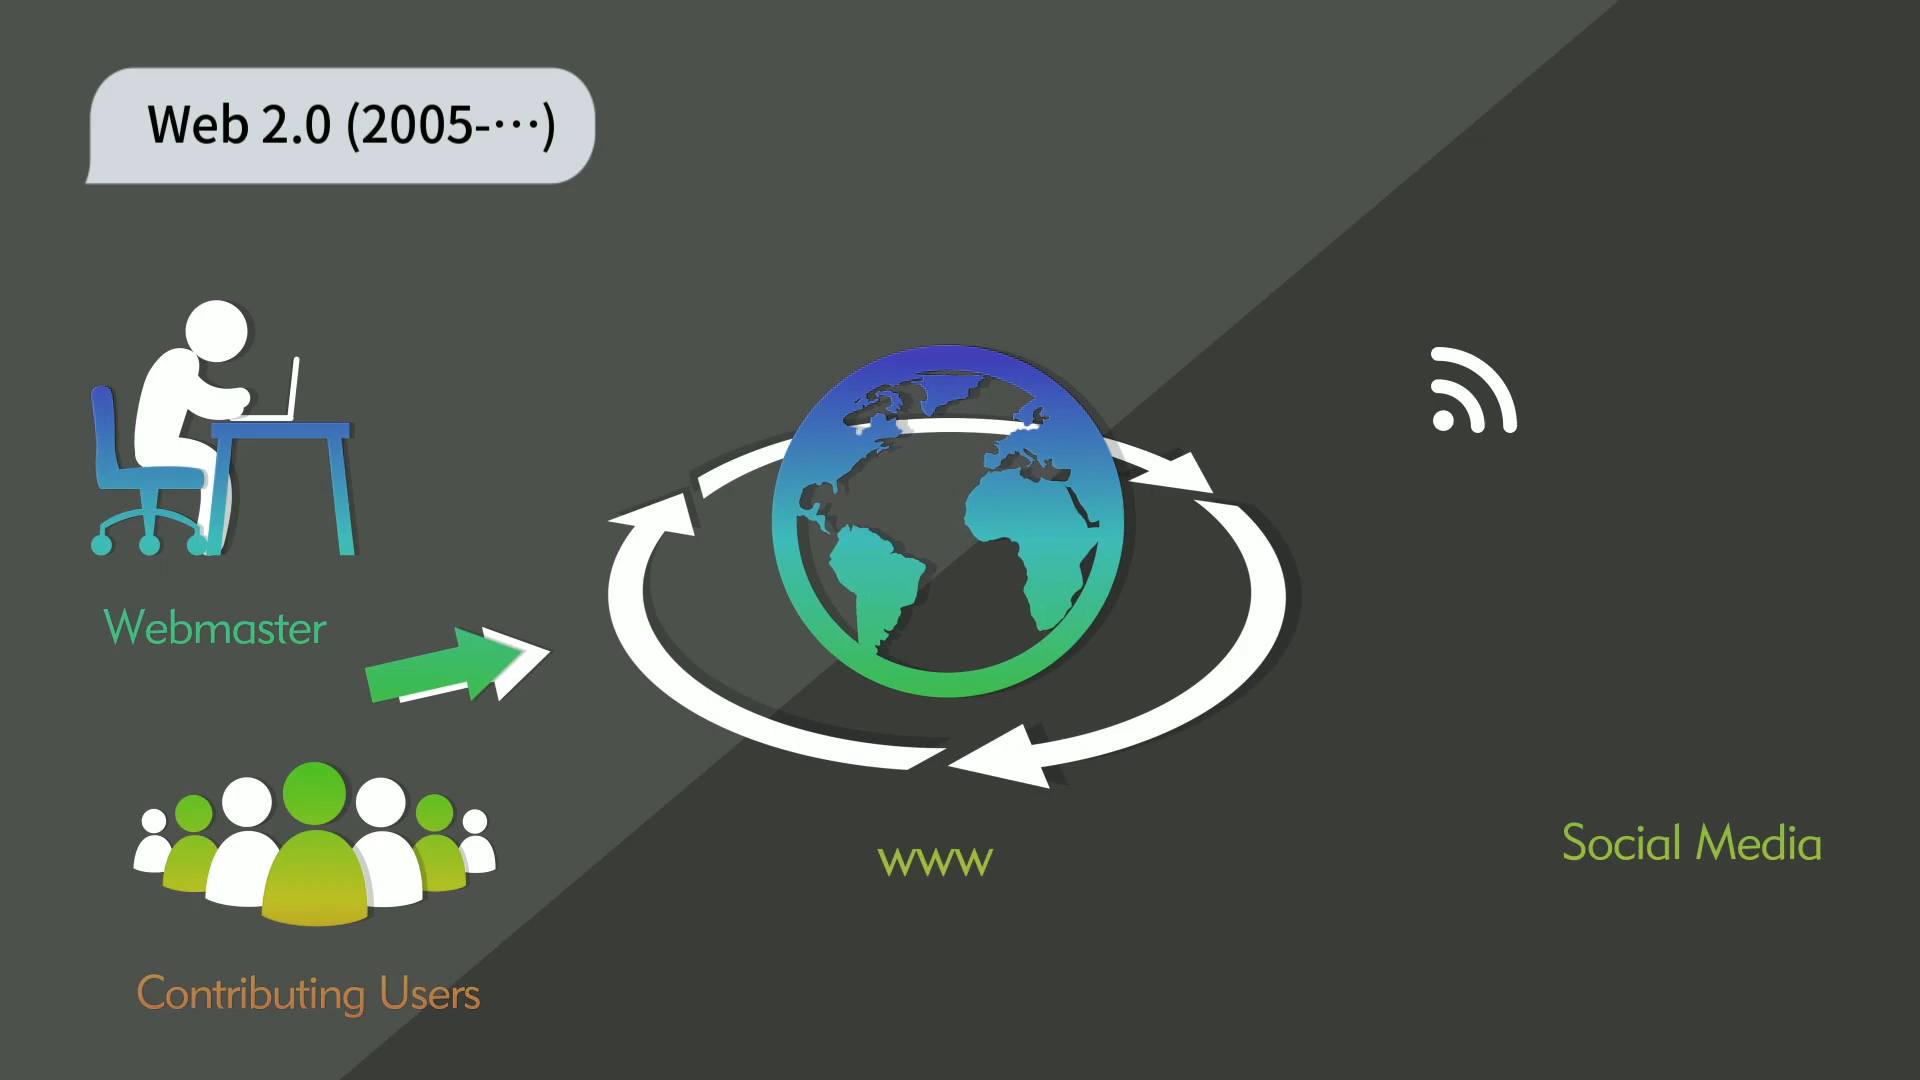 Web 2.0 (2005-⋯)
Webmaster
Contributing Users
www
Social Media